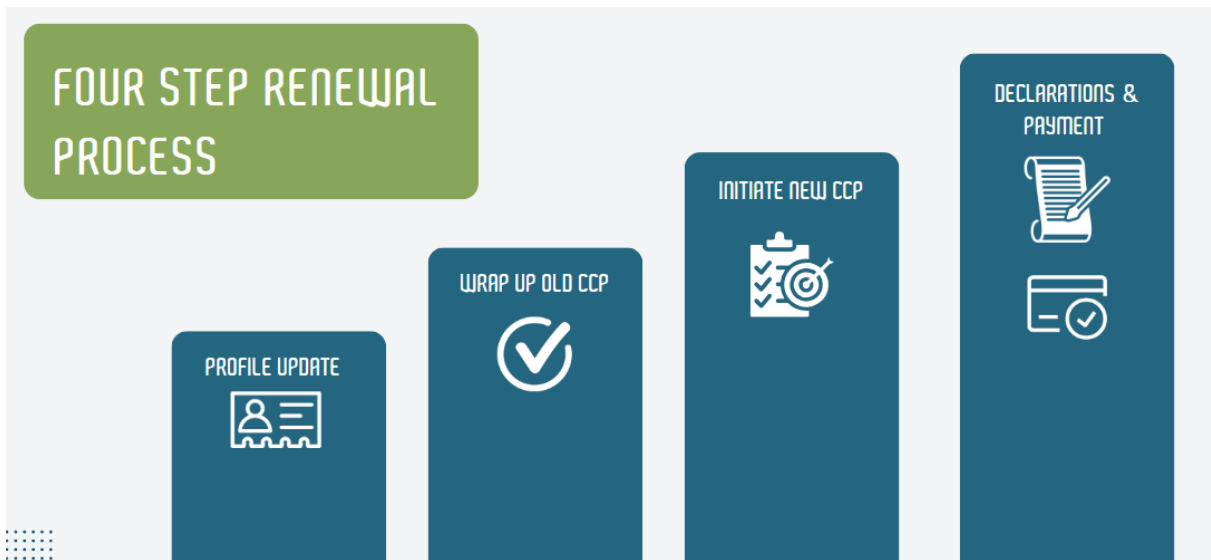 FOUR STEP RENEWAL
PROCESS
PROFILE UPDATE
WRAP UP OLD CCP
INITIATE NEW CCP
DECLARATIONS &
PAYMENT